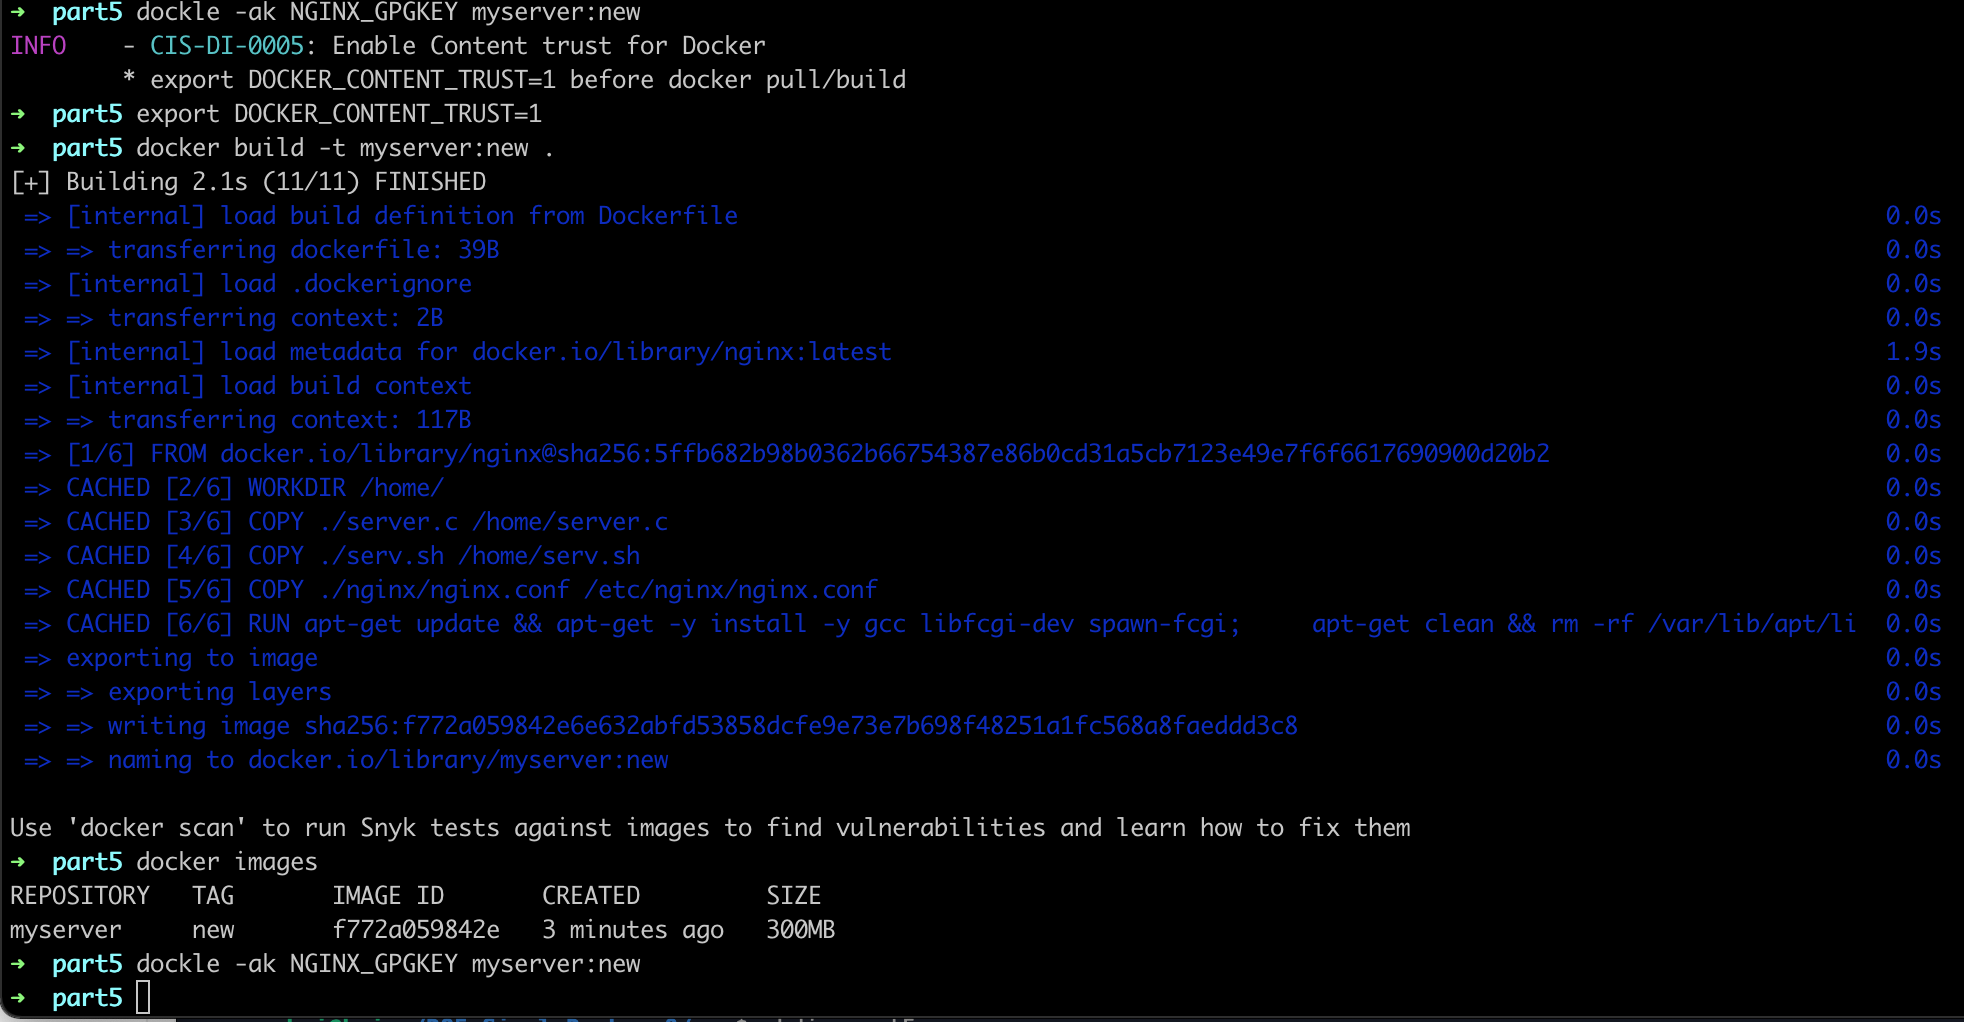 ➜ part5 dockle -ak NGINX_GPGKEY myserver:new
INFO - CIS-DI-0005: Enable Content trust for Docker
* export DOCKER_CONTENT_TRUST=1 before docker pull/build
➜ part5 export DOCKER_CONTENT_TRUST=1
➜ part5 docker build -t myserver:new .
[+] Building 2.1s (11/11) FINISHED
=> [internal] load build definition from Dockerfile 0.0s
=> => transferring dockerfile: 39B 0.0s
=> [internal] load .dockerignore 0.0s
=> => transferring context: 2B 0.0s
=> [internal] load metadata for docker.io/library/nginx:latest 1.9s
=> [internal] load build context 0.0s
=> => transferring context: 117B 0.0s
=> [1/6] FROM docker.io/library/nginx@sha256:5ffb682b98b0362b66754387e86b0cd31a5cb7123e49e7f6f6617690900d20b2 0.0s
=> CACHED [2/6] WORKDIR /home/ 0.0s
=> CACHED [3/6] COPY ./server.c /home/server.c 0.0s
=> CACHED [4/6] COPY ./serv.sh /home/serv.sh 0.0s
=> CACHED [5/6] COPY ./nginx/nginx.conf /etc/nginx/nginx.conf 0.0s
=> CACHED [6/6] RUN apt-get update && apt-get -y install -y gcc libfcgi-dev spawn-fcgi; apt-get clean && rm -rf /var/lib/apt/li 0.0s
=> exporting to image 0.0s
=> => exporting layers 0.0s
=> => writing image sha256:f772a059842e6e632abfd53858dcfe9e73e7b698f48251a1fc568a8faeddd3c8 0.0s
=> => naming to docker.io/library/myserver:new 0.0s
Use 'docker scan' to run Snyk tests against images to find vulnerabilities and learn how to fix them
➜ part5 docker images
REPOSITORY TAG IMAGE ID CREATED SIZE
myserver new f772a059842e 3 minutes ago 300MB
➜ part5 dockle -ak NGINX_GPGKEY myserver:new
➜ part5